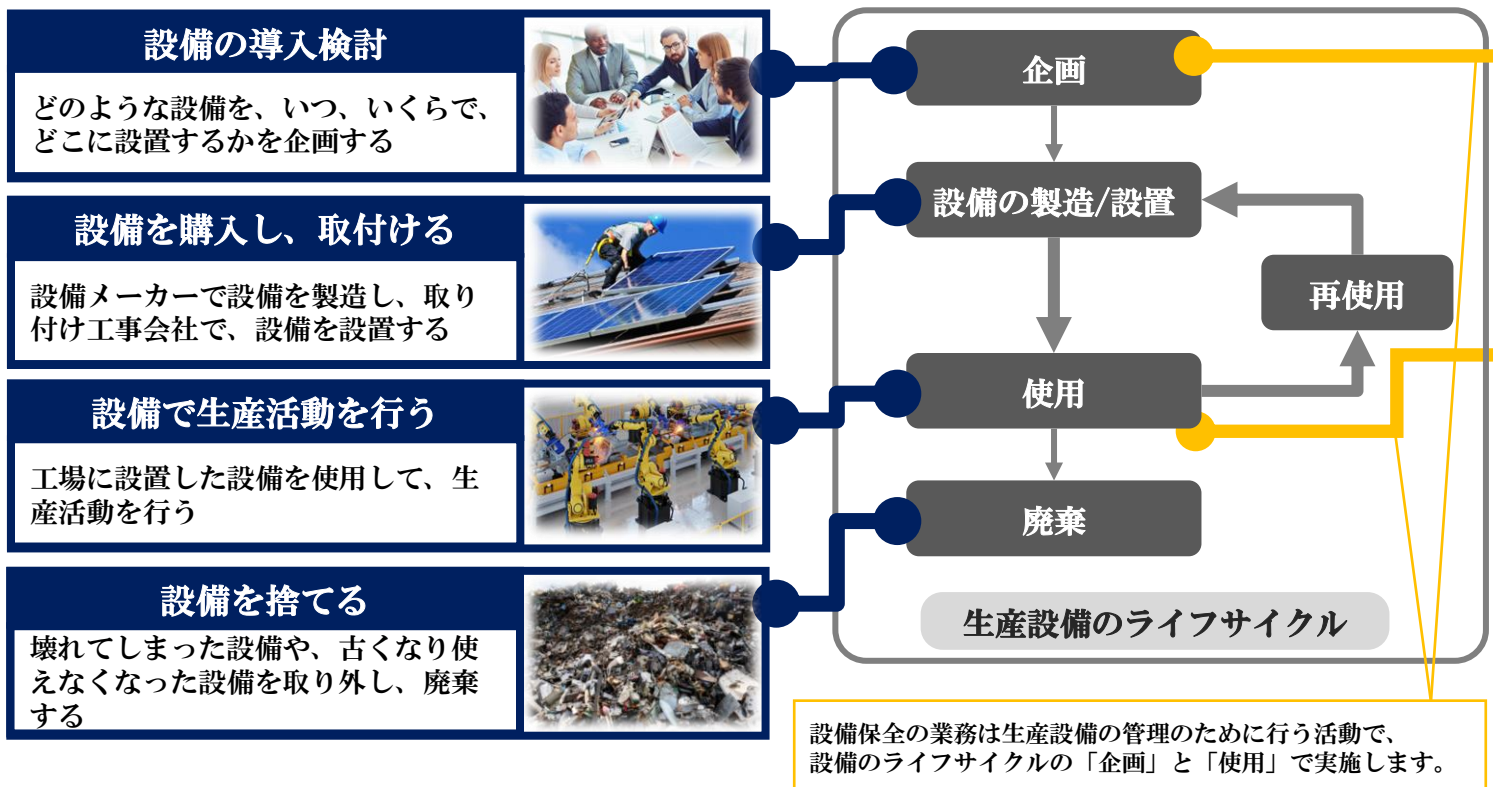 設備の導入検討
どのような設備を、いつ、いくらで、
どこに設置するかを企画する
設備を購入し、取付ける
設備メーカーで設備を製造し、取り
付け工事会社で、設備を設置する
設備で生産活動を行う
工場に設置した設備を使用して、生
産活動を行う
設備を捨てる
壊れてしまった設備や、古くなり使
えなくなった設備を取り外し、廃棄
する
企画
設備の製造/設置
再使用
使用
廃棄
生産設備のライフサイクル
設備保全の業務は生産設備の管理のために行う活動で、
設備のライフサイクルの「企画」と「使用」で実施します。